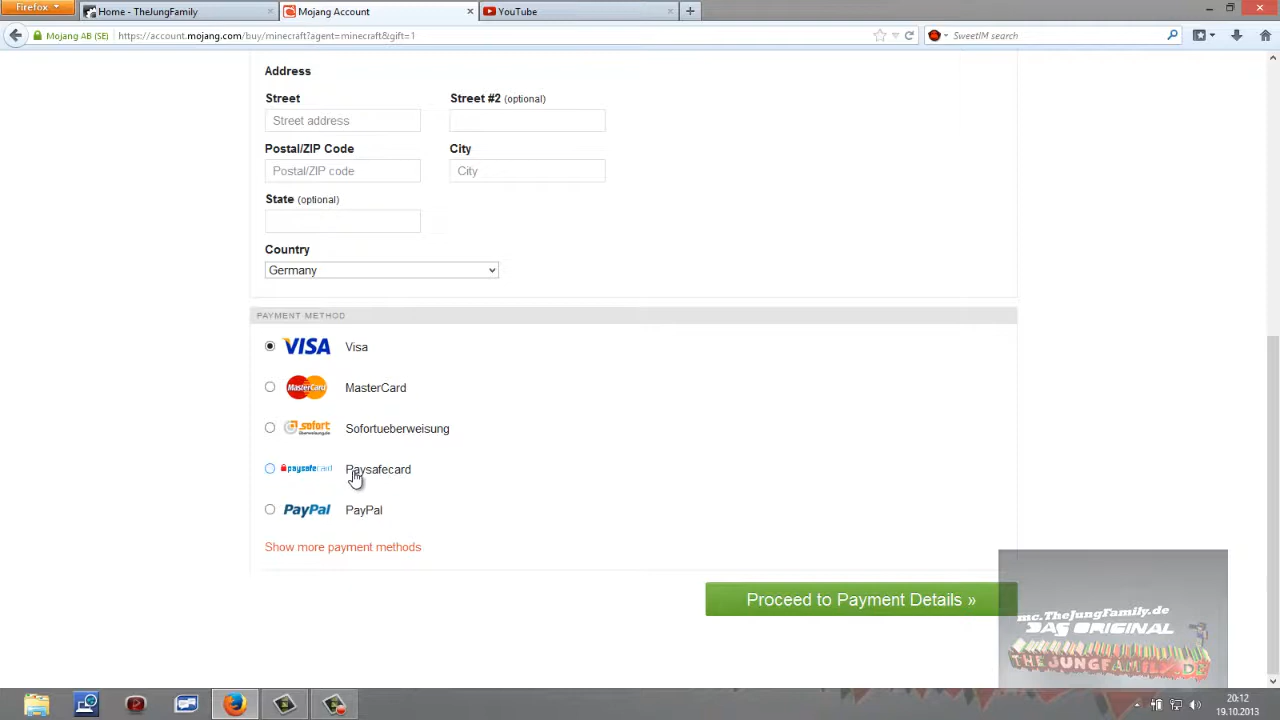 Firefox
Home - TheJungFamily
Mojang Account
YouTube
Mojang AB (SE)
https://account.mojang.com/buy/minecraft?agent=minecraft&gift=1
SweetIM search
Address
Street
Street #2 (optional)
Street address
Postal/ZIP Code
City
Postal/ZIP code
City
State (optional)
Country
Germany
PAYMENT METHOD
VISA Visa
MasterCard MasterCard
sofort Sofortueberweisung
paysafecard Paysafecard
PayPal PayPal
Show more payment methods
Proceed to Payment Details »
mc.TheJungFamily.de
DAS ORIGINAL
THE JUNGFAMILY.DE
20:12
19.10.2013